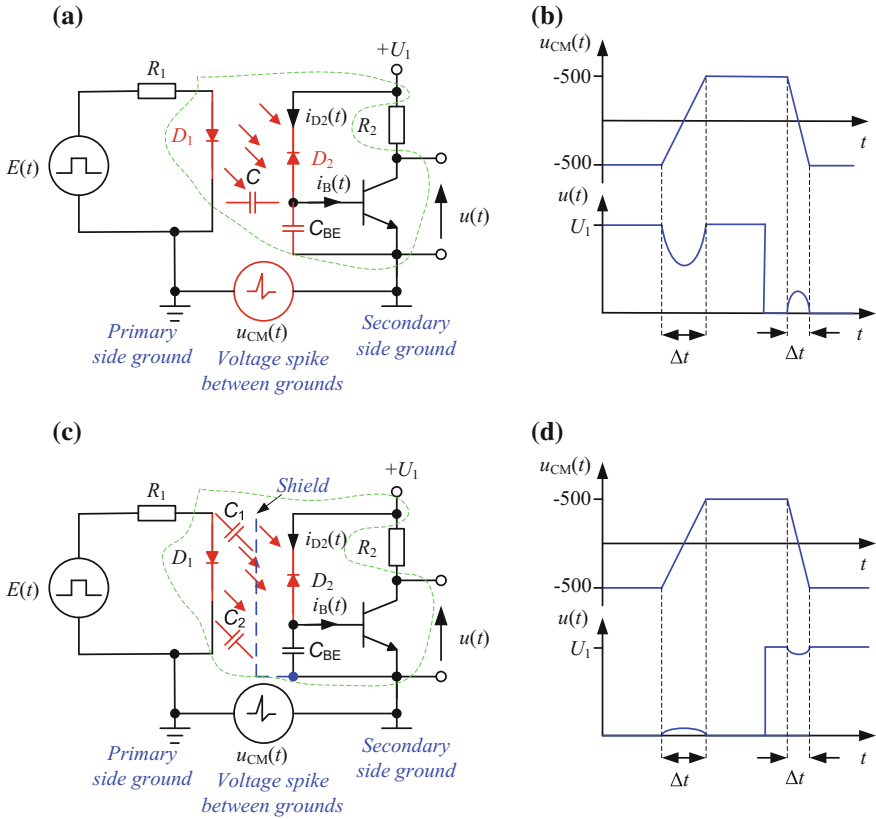 (a)
+U1
R1
iD2(t)
R2
D1
D2
E(t)
C
iB(t)
CBE
u(t)
uCM(t)
Primary
side ground
Voltage spike
between grounds
Secondary
side ground
(b)
uCM(t)
-500
t
-500
u(t)
U1
t
Δt
Δt
(c)
+U1
Shield
R1
C1
iD2(t)
R2
D1
D2
E(t)
C2
iB(t)
CBE
u(t)
uCM(t)
Primary
side ground
Voltage spike
between grounds
Secondary
side ground
(d)
uCM(t)
-500
t
-500
u(t)
U1
t
Δt
Δt